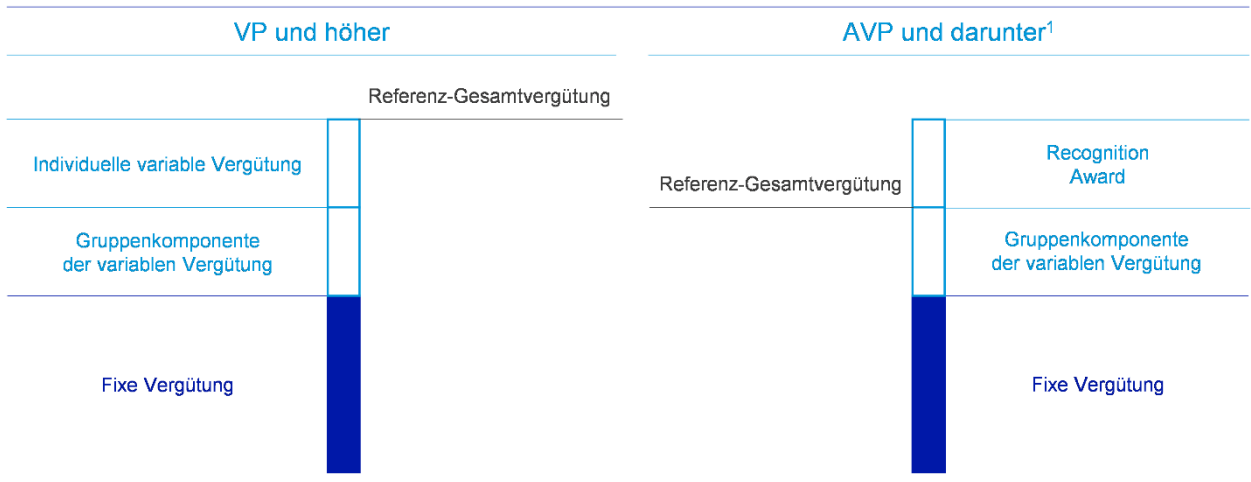 VP und höher
Referenz-Gesamtvergütung
Individuelle variable Vergütung
Gruppenkomponente
der variablen Vergütung
Fixe Vergütung
AVP und darunter¹
Referenz-Gesamtvergütung
Recognition
Award
Gruppenkomponente
der variablen Vergütung
Fixe Vergütung